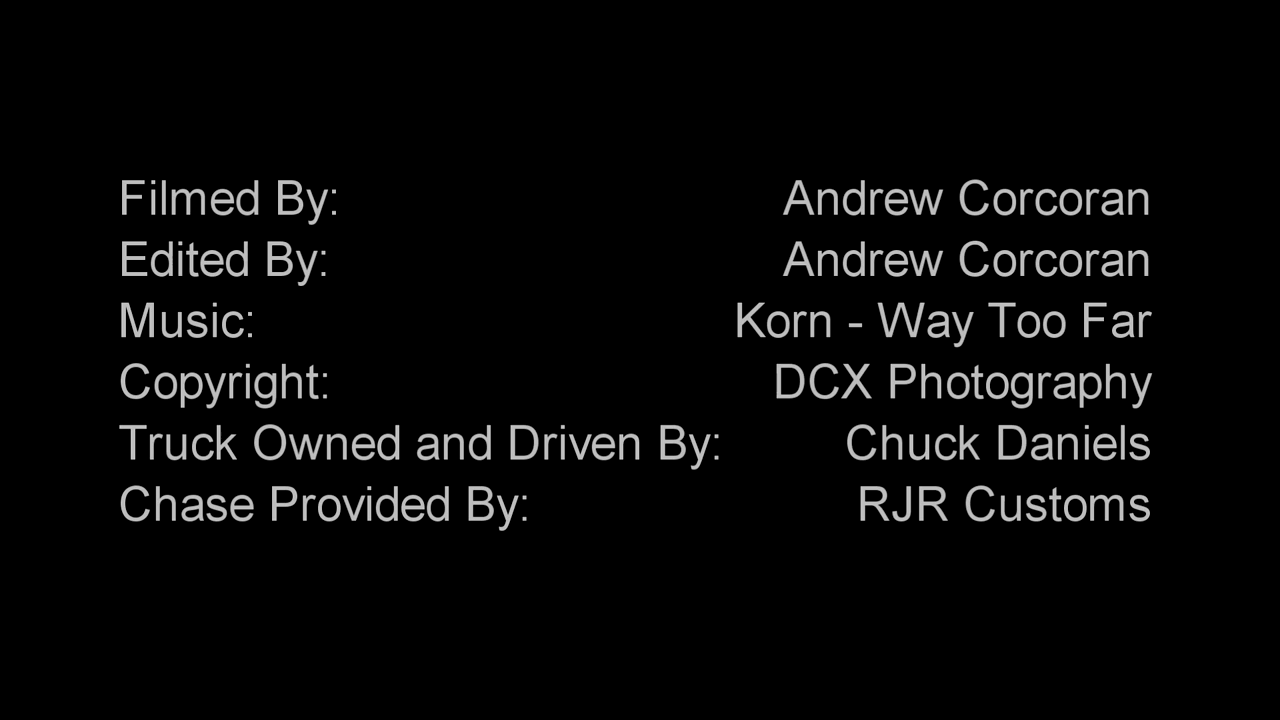 Filmed By: Andrew Corcoran
Edited By: Andrew Corcoran
Music: Korn - Way Too Far
Copyright: DCX Photography
Truck Owned and Driven By: Chuck Daniels
Chase Provided By: RJR Customs